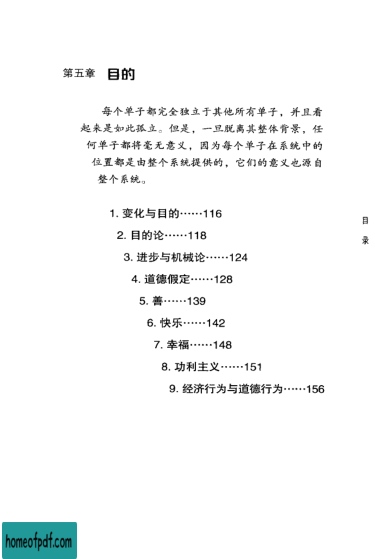 第五章 目的
每个单子都完全独立于其他所有单子，并且看
起来是如此孤立。但是，一旦脱离其整体背景，任
何单子都将毫无意义，因为每个单子在系统中的
位置都是由整个系统提供的，它们的意义也源自
整个系统。
1. 变化与目的……116
2. 目的论……118
3. 进步与机械论……124
4. 道德假定……128
5. 善……139
6. 快乐……142
7. 幸福……148
8. 功利主义……151
9. 经济行为与道德行为……156
目
录
homeofpdf.com